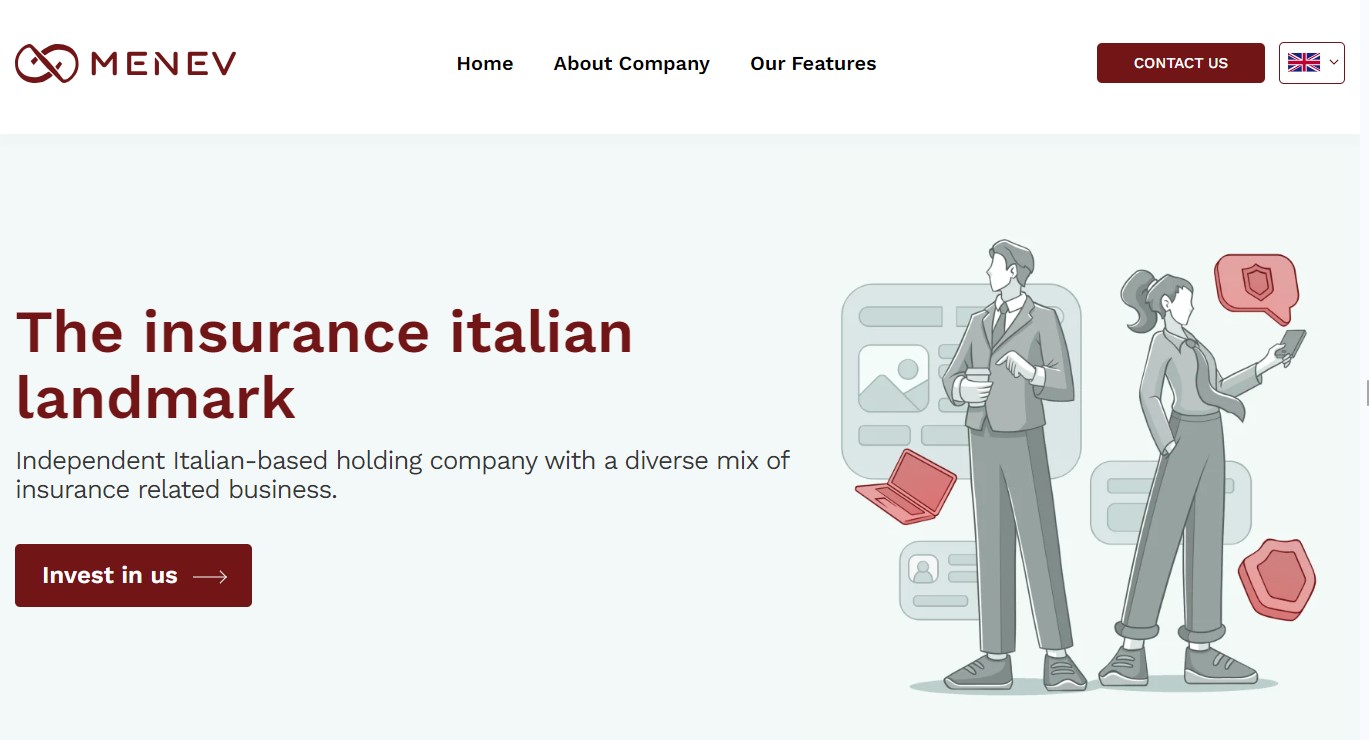 MENEV
Home
About Company
Our Features
CONTACT US
The insurance italian
landmark
Independent Italian-based holding company with a diverse mix of
insurance related business.
Invest in us